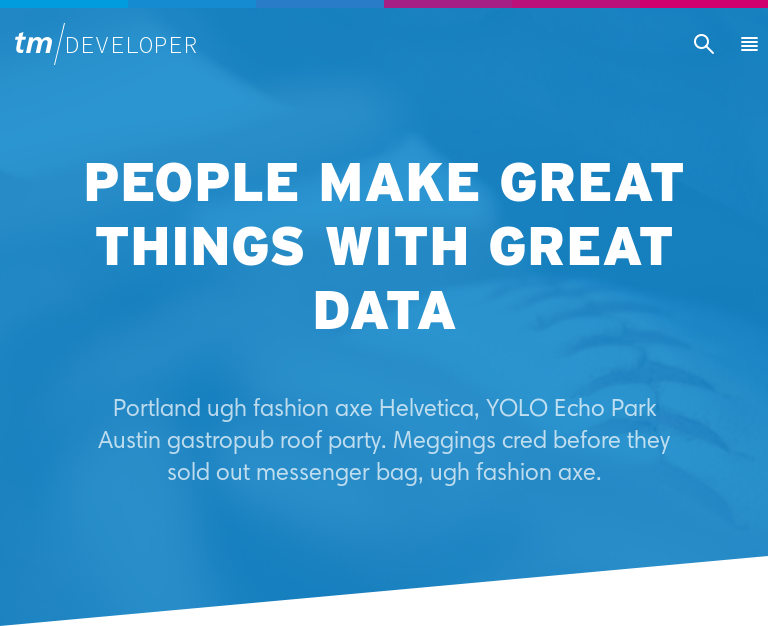 tm/DEVELOPER
PEOPLE MAKE GREAT
THINGS WITH GREAT
DATA
Portland ugh fashion axe Helvetica, YOLO Echo Park
Austin gastropub roof party. Meggings cred before they
sold out messenger bag, ugh fashion axe.